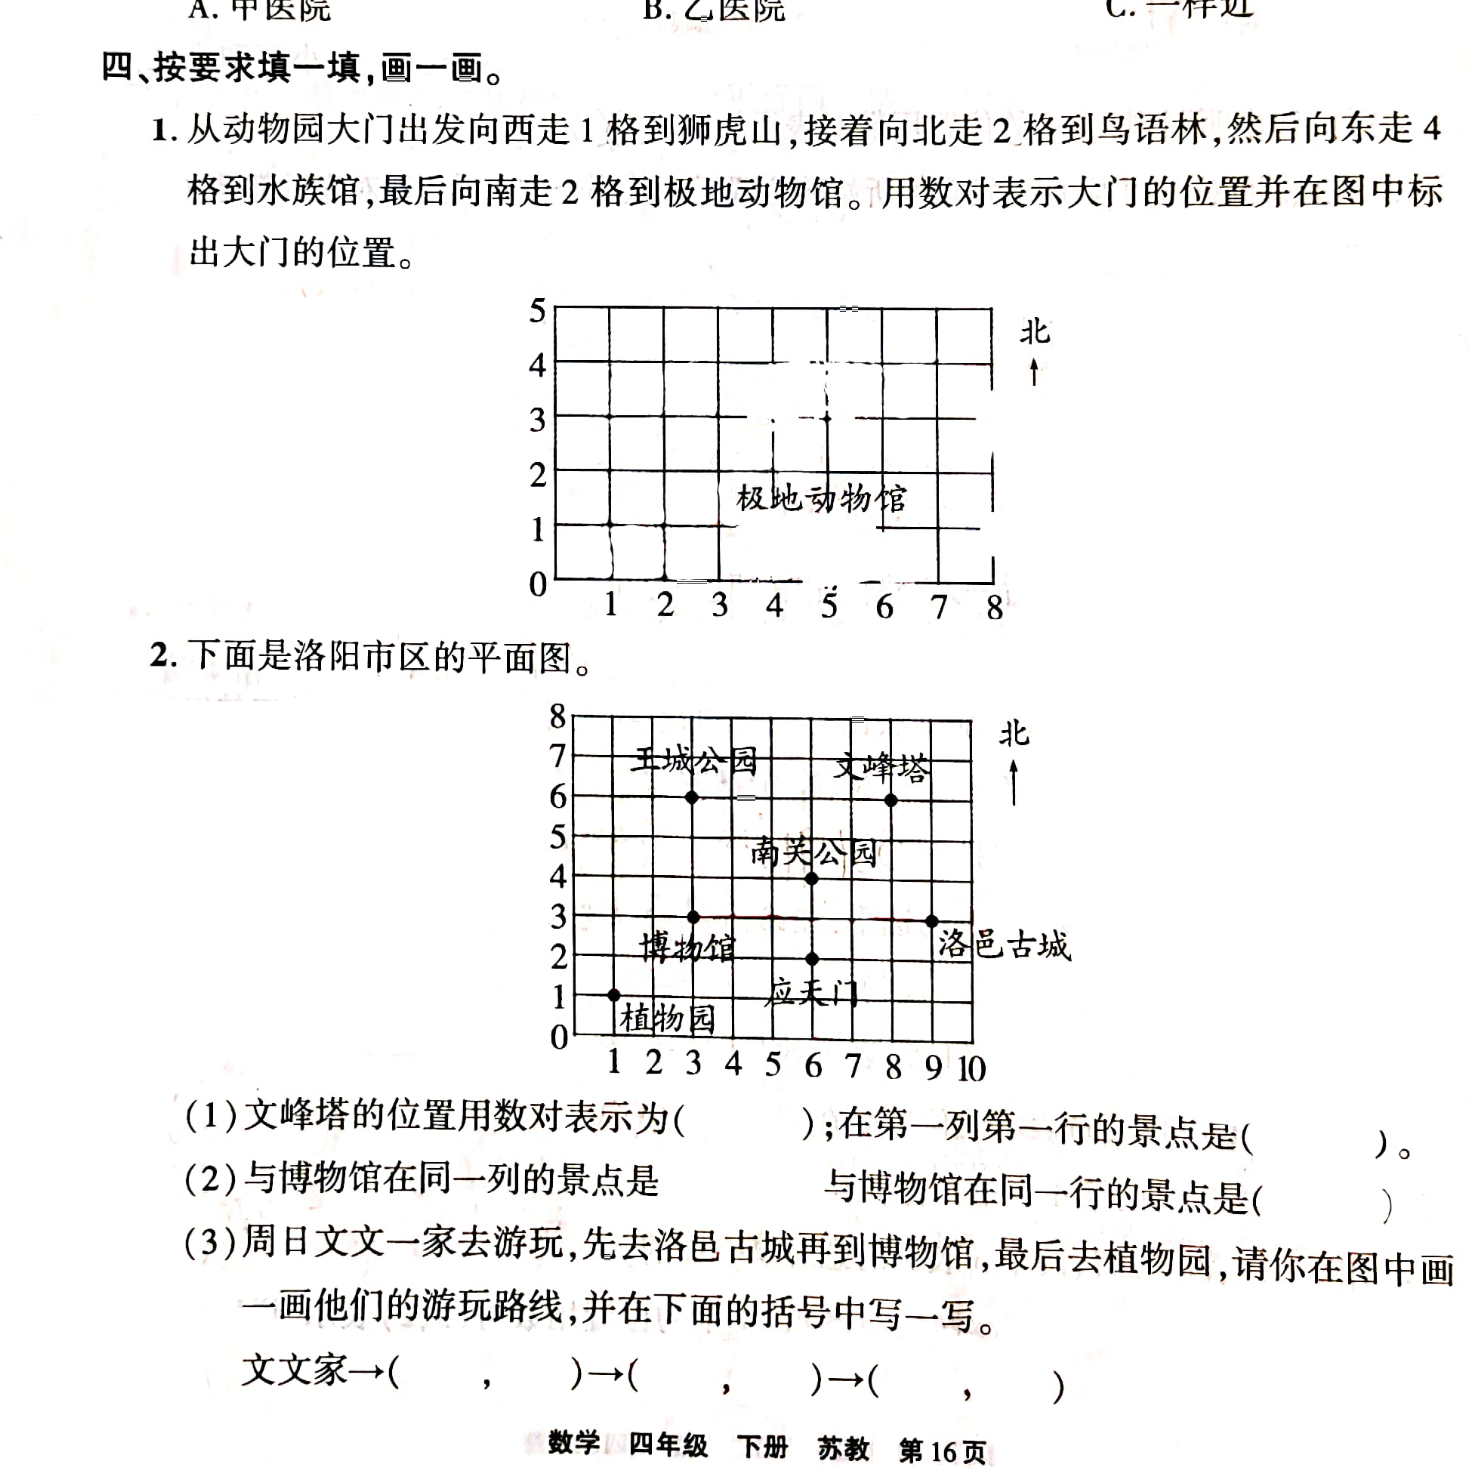 A. 甲医院 B. 乙医院 C. 一样近
四、按要求填一填,画一画。
1. 从动物园大门出发向西走1格到狮虎山,接着向北走2格到鸟语林,然后向东走4
格到水族馆,最后向南走2格到极地动物馆。用数对表示大门的位置并在图中标
出大门的位置。
5
北
4
↑
3
2
极地动物馆
1
0
1 2 3 4 5 6 7 8
2. 下面是洛阳市区的平面图。
8
北
7 王城公园 文峰塔
↑
6
5
南关公园
4
3
2 博物馆 洛邑古城
1 应天门
植物园
0
1 2 3 4 5 6 7 8 9 10
(1)文峰塔的位置用数对表示为( );在第一列第一行的景点是( )。
(2)与博物馆在同一列的景点是 与博物馆在同一行的景点是( )
(3)周日文文一家去游玩,先去洛邑古城再到博物馆,最后去植物园,请你在图中画
一画他们的游玩路线,并在下面的括号中写一写。
文文家→( , )→( , )→( , )
数学 四年级 下册 苏教 第16页